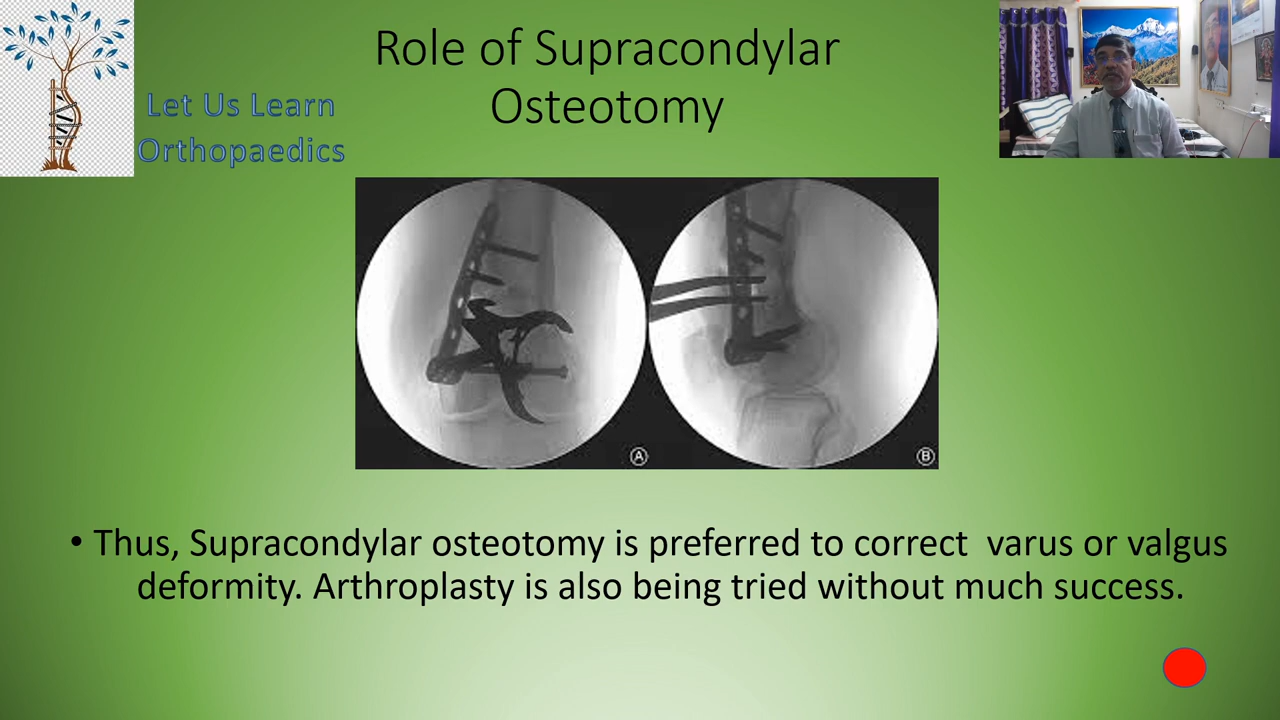 Role of Supracondylar
Osteotomy
Let Us Learn
Orthopaedics
A
B
• Thus, Supracondylar osteotomy is preferred to correct  varus or valgus
deformity. Arthroplasty is also being tried without much success.